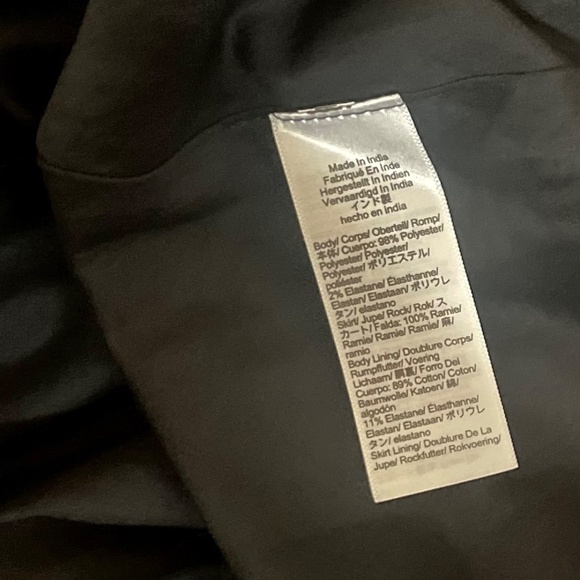 Made In India
Fabriqué En Inde
Hergestellt In Indien
Vervaardigd In India
インド製
hecho en india
Body/ Corps/ Oberteil/ Romp/
本体/ Cuerpo: 98% Polyester/
Polyester/ Polyester/
Polyester/ ポリエステル/
poliéster
2% Elastane/ Élasthanne/
Elastan/ Elastaan/ ポリウレ
タン/ elastano
Skirt/ Jupe/ Rock/ Rok/ ス
カート/ Falda: 100% Ramie/
Ramie/ Ramie/ Ramie/ 麻/
ramio
Body Lining/ Doublure Corps/
Rumpffutter/ Voering
Lichaam/ 胴裏/ Forro Del
Cuerpo: 89% Cotton/ Coton/
Baumwolle/ Katoen/ 綿/
algodón
11% Elastane/ Élasthanne/
Elastan/ Elastaan/ ポリウレ
タン/ elastano
Skirt Lining/ Doublure De La
Jupe/ Rockfutter/ Rokvoering/